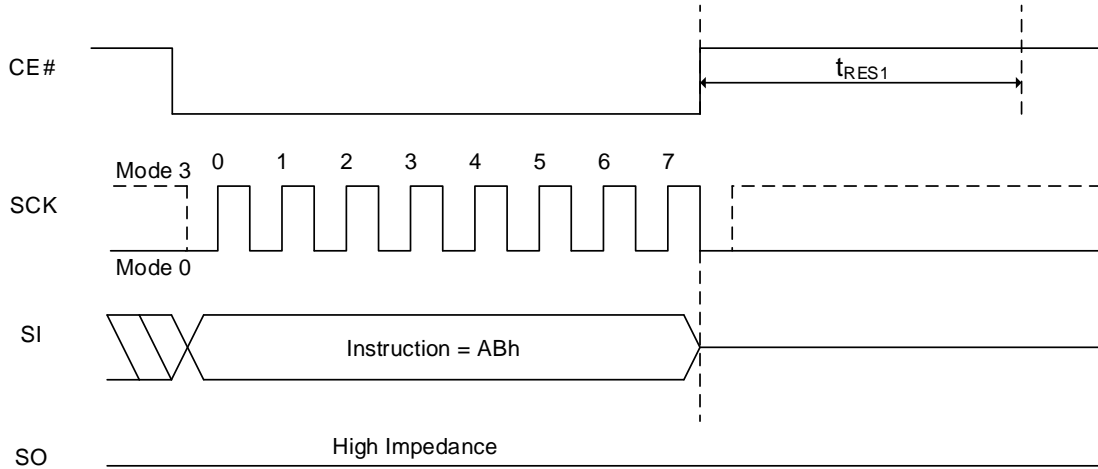 CE#
tRES1
Mode 3
0 1 2 3 4 5 6 7
SCK
Mode 0
SI
Instruction = ABh
High Impedance
SO